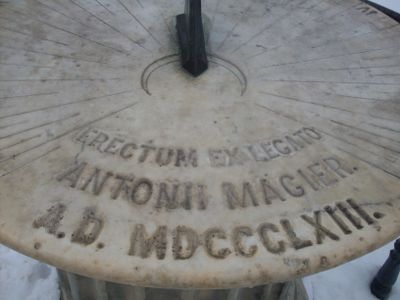 ERECTUM EX LEGATO
ANTONII MAGIER.
A.D. MDCCCLXIII.